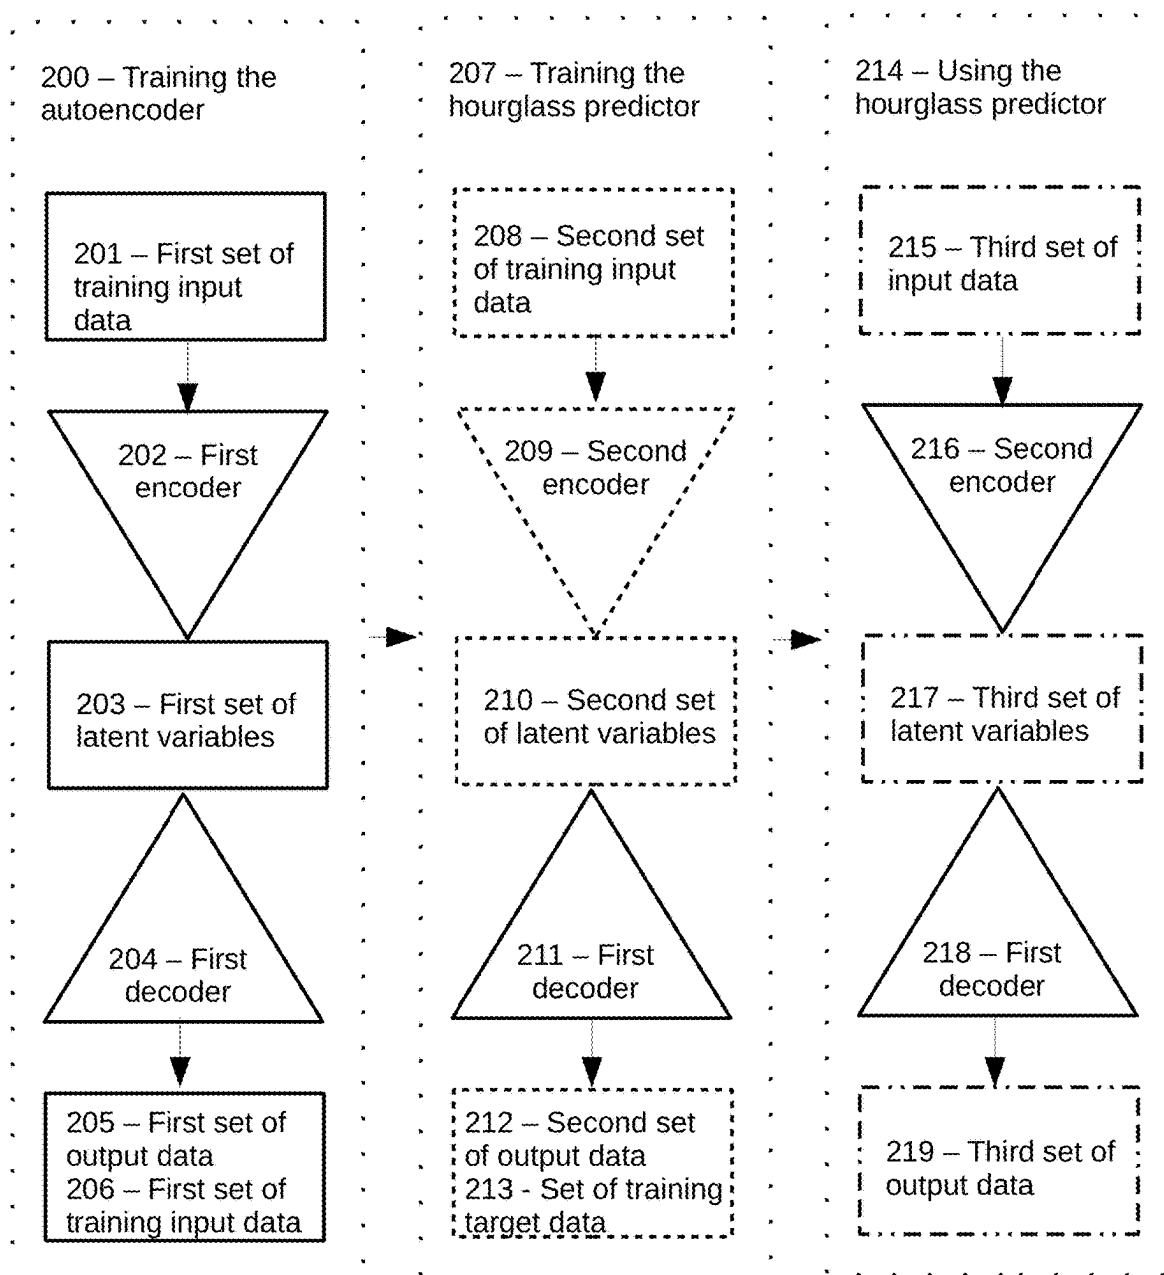 200 – Training the
autoencoder
201 – First set of
training input
data
202 – First
encoder
203 – First set of
latent variables
204 – First
decoder
205 – First set of
output data
206 – First set of
training input data
207 – Training the
hourglass predictor
208 – Second set
of training input
data
209 – Second
encoder
210 – Second set
of latent variables
211 – First
decoder
212 – Second set
of output data
213 - Set of training
target data
214 – Using the
hourglass predictor
215 – Third set of
input data
216 – Second
encoder
217 – Third set of
latent variables
218 – First
decoder
219 – Third set of
output data